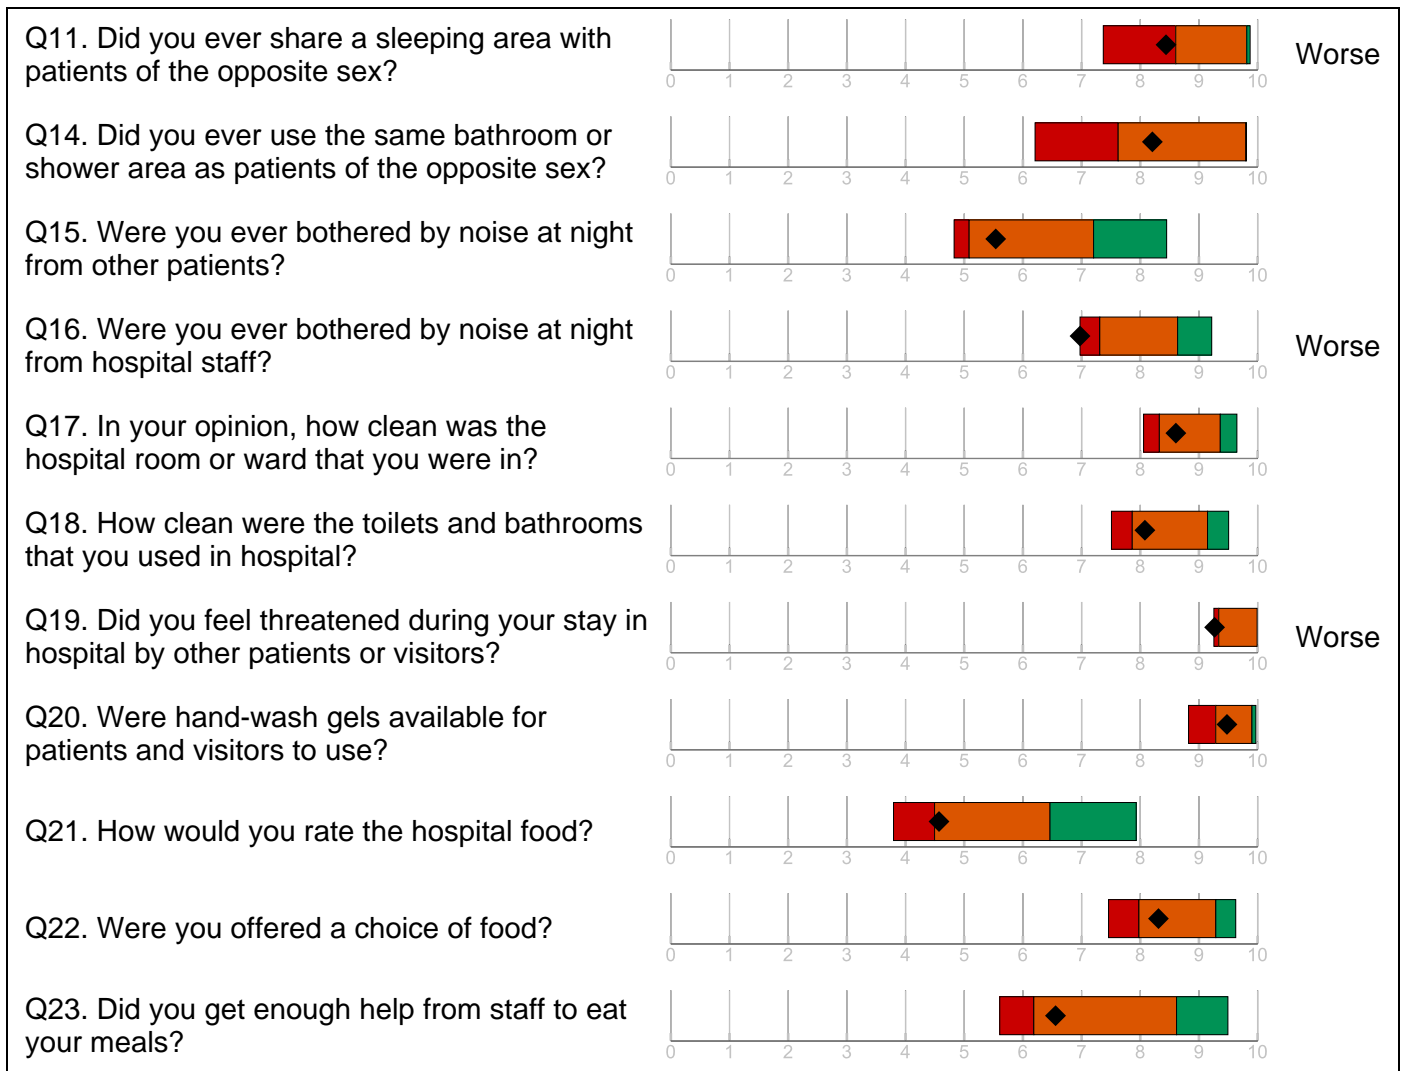 Q11. Did you ever share a sleeping area with
patients of the opposite sex?
0 1 2 3 4 5 6 7 8 9 10
Worse
Q14. Did you ever use the same bathroom or
shower area as patients of the opposite sex?
0 1 2 3 4 5 6 7 8 9 10
Q15. Were you ever bothered by noise at night
from other patients?
0 1 2 3 4 5 6 7 8 9 10
Q16. Were you ever bothered by noise at night
from hospital staff?
0 1 2 3 4 5 6 7 8 9 10
Worse
Q17. In your opinion, how clean was the
hospital room or ward that you were in?
0 1 2 3 4 5 6 7 8 9 10
Q18. How clean were the toilets and bathrooms
that you used in hospital?
0 1 2 3 4 5 6 7 8 9 10
Q19. Did you feel threatened during your stay in
hospital by other patients or visitors?
0 1 2 3 4 5 6 7 8 9 10
Worse
Q20. Were hand-wash gels available for
patients and visitors to use?
0 1 2 3 4 5 6 7 8 9 10
Q21. How would you rate the hospital food?
0 1 2 3 4 5 6 7 8 9 10
Q22. Were you offered a choice of food?
0 1 2 3 4 5 6 7 8 9 10
Q23. Did you get enough help from staff to eat
your meals?
0 1 2 3 4 5 6 7 8 9 10